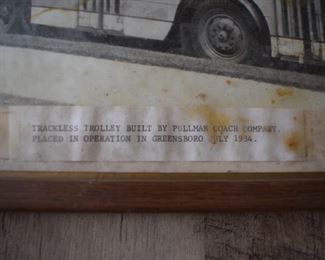 TRACKLESS TROLLEY BUILT BY PULLMAN COACH COMPANY.
PLACED IN OPERATION IN GREENSBORO JULY 1934.